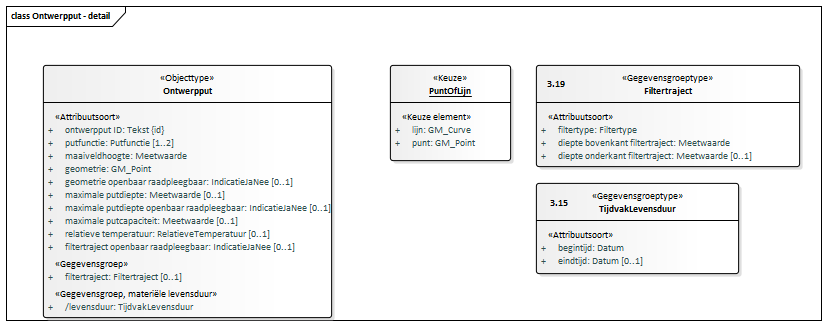 class Ontwerpput - detail
«Objecttype»
Ontwerpput
«Attribuutsoort»
+ ontwerpput ID: Tekst {id}
+ putfunctie: Putfunctie [1..2]
+ maaiveldhoogte: Meetwaarde
+ geometrie: GM_Point
+ geometrie openbaar raadpleegbaar: IndicatieJaNee [0..1]
+ maximale putdiepte: Meetwaarde [0..1]
+ maximale putdiepte openbaar raadpleegbaar: IndicatieJaNee [0..1]
+ maximale putcapaciteit: Meetwaarde [0..1]
+ relatieve temperatuur: RelatieveTemperatuur [0..1]
+ filtertraject openbaar raadpleegbaar: IndicatieJaNee [0..1]
«Gegevensgroep»
+ filtertraject: Filtertraject [0..1]
«Gegevensgroep, materiële levensduur»
+ /levensduur: TijdvakLevensduur
«Keuze»
PuntOfLijn
«Keuze element»
+ lijn: GM_Curve
+ punt: GM_Point
3.19 «Gegevensgroeptype»
Filtertraject
«Attribuutsoort»
+ filtertype: Filtertype
+ diepte bovenkant filtertraject: Meetwaarde
+ diepte onderkant filtertraject: Meetwaarde [0..1]
3.15 «Gegevensgroeptype»
TijdvakLevensduur
«Attribuutsoort»
+ begintijd: Datum
+ eindtijd: Datum [0..1]